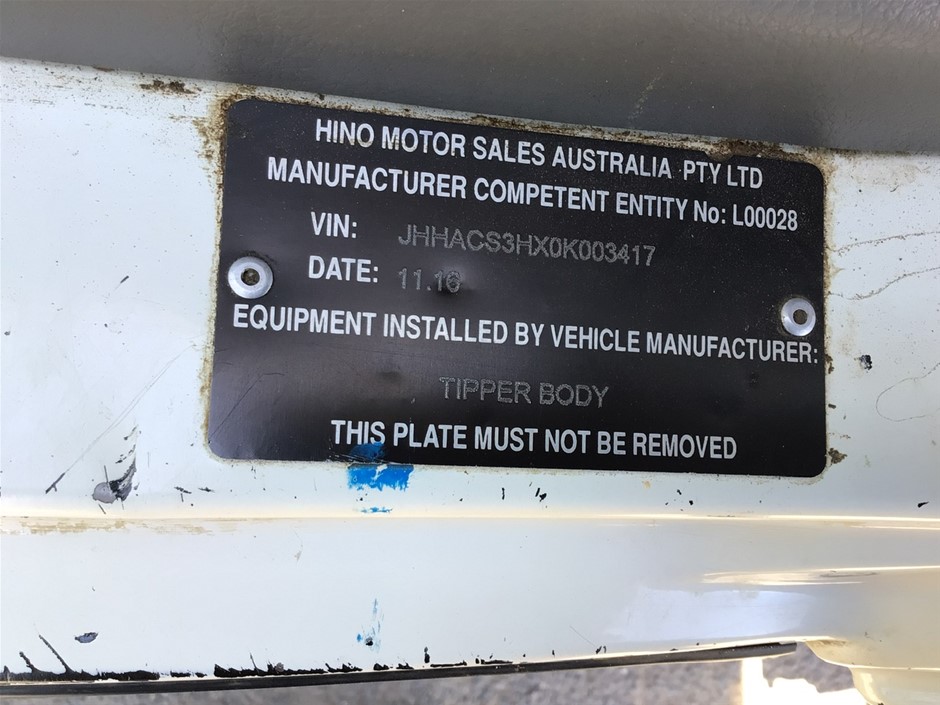 HINO MOTOR SALES AUSTRALIA PTY LTD
MANUFACTURER COMPETENT ENTITY No: L00028
VIN: JHHACS3HX0K003417
DATE: 11.16
EQUIPMENT INSTALLED BY VEHICLE MANUFACTURER:
TIPPER BODY
THIS PLATE MUST NOT BE REMOVED